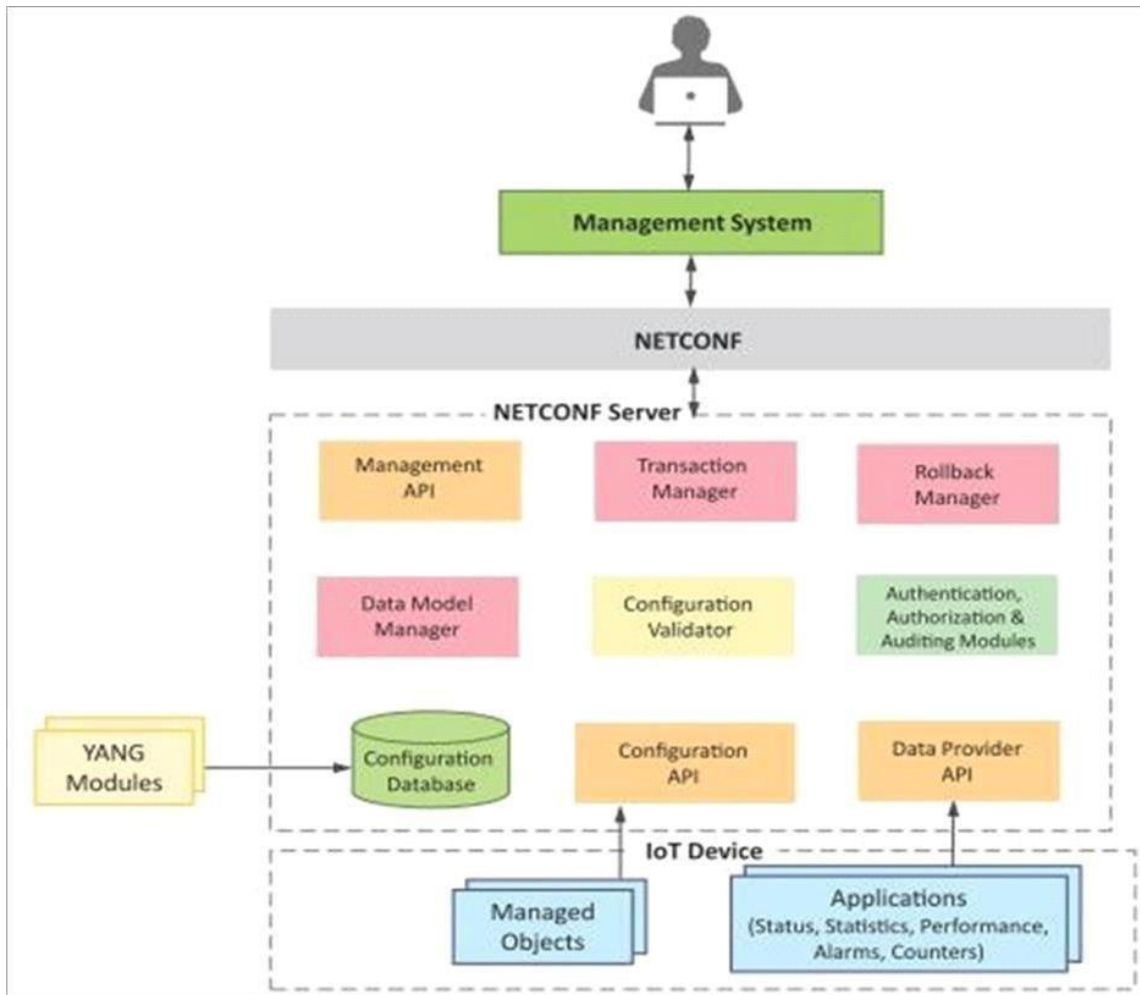 Management System
NETCONF
NETCONF Server
Management
API
Transaction
Manager
Rollback
Manager
Data Model
Manager
Configuration
Validator
Authentication,
Authorization &
Auditing Modules
YANG
Modules
Configuration
Database
Configuration
API
Data Provider
API
IoT Device
Managed
Objects
Applications
(Status, Statistics, Performance,
Alarms, Counters)